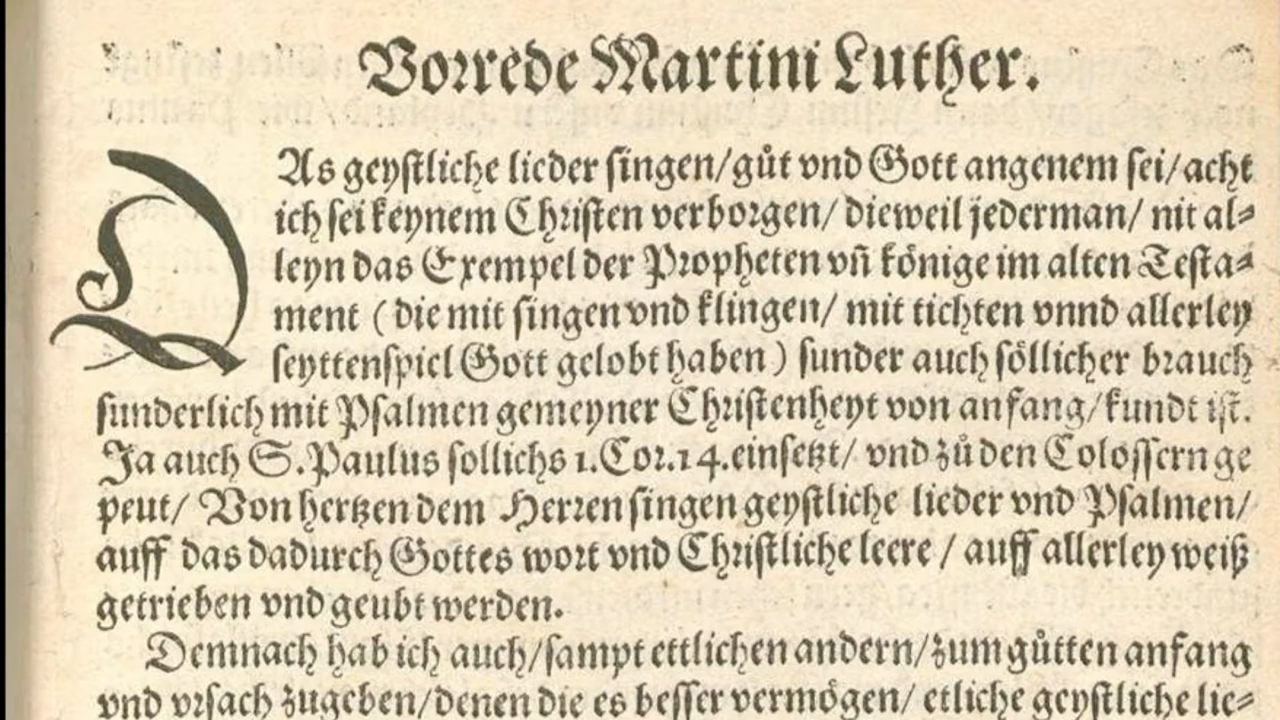 Vorrede Martini Luther.
DAs geystliche lieder singen/gůt vnd Gott angenem sei/acht
ich sei keynem Christen verborgen/ dieweil jederman/ nit al⸗
leyn das Exempel der Propheten vñ könige im alten Testa⸗
ment ( die mit singen vnd klingen/ mit tichten vnnd allerley
seyttenspiel Gott gelobt haben ) sunder auch söllicher brauch
sunderlich mit Psalmen gemeyner Christenheyt von anfang/kundt ist.
Ja auch S.Paulus sollichs 1.Cor.14.einsetzt/ vnd zů den Colossern ge
peut/ Von hertzen dem Herren singen geystliche lieder vnd Psalmen/
auff das dadurch Gottes wort vnd Christliche leere / auff allerley weiß
getrieben vnd geubt werden.
Demnach hab ich auch/sampt ettlichen andern/zum gůtten anfang
vnd vrsach zugeben/denen die es besser vermögen/ etliche geystliche lie⸗